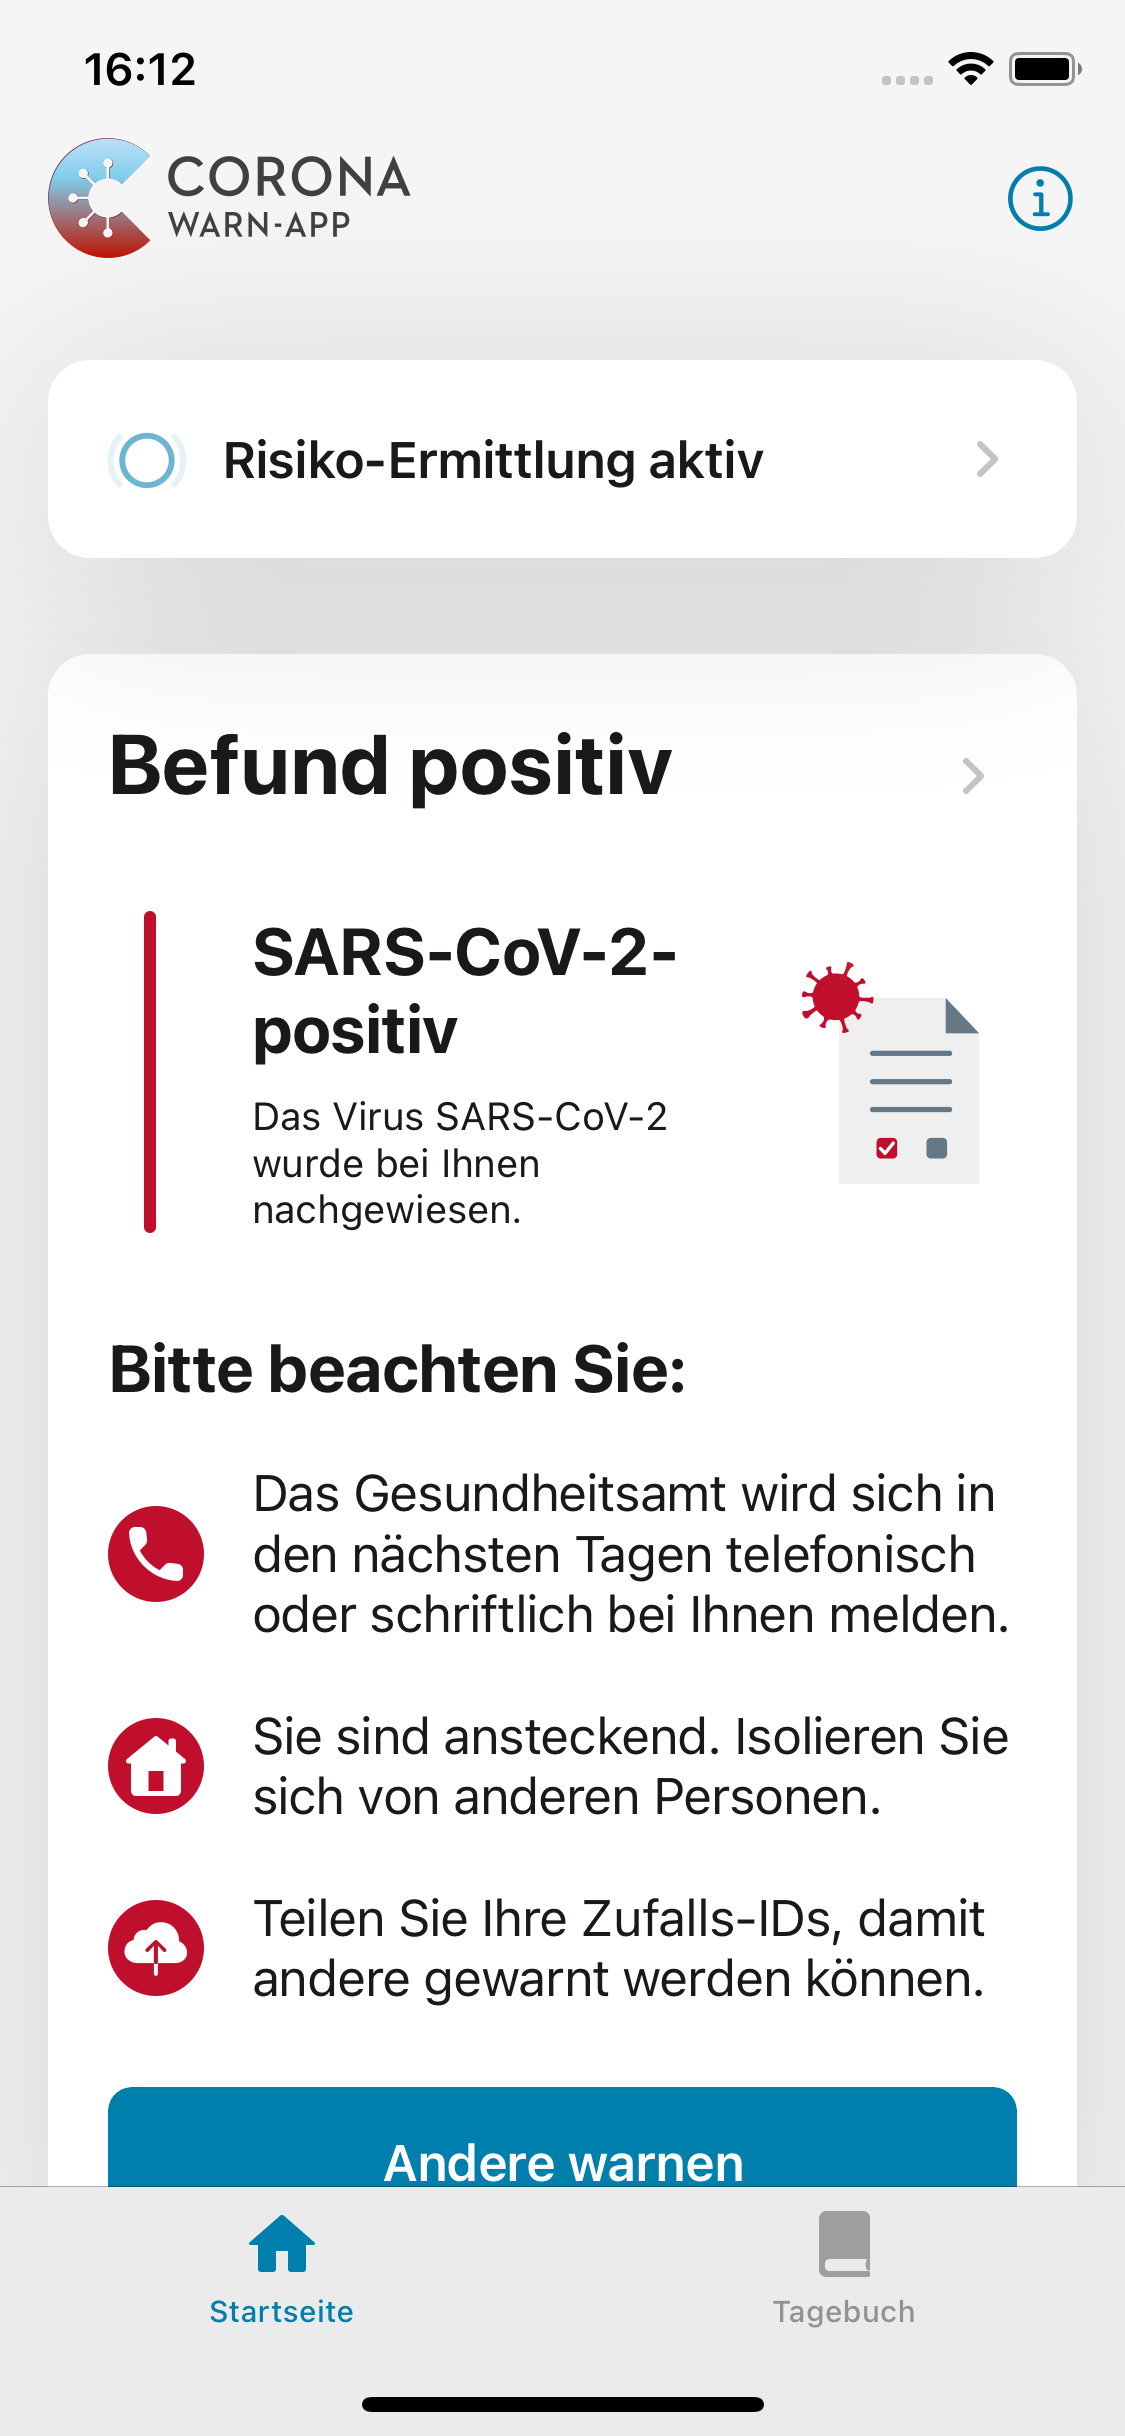 16:12
CORONA
WARN-APP
Risiko-Ermittlung aktiv
Befund positiv
SARS-CoV-2-
positiv
Das Virus SARS-CoV-2
wurde bei Ihnen
nachgewiesen.
Bitte beachten Sie:
Das Gesundheitsamt wird sich in
den nächsten Tagen telefonisch
oder schriftlich bei Ihnen melden.
Sie sind ansteckend. Isolieren Sie
sich von anderen Personen.
Teilen Sie Ihre Zufalls-IDs, damit
andere gewarnt werden können.
Andere warnen
Startseite
Tagebuch